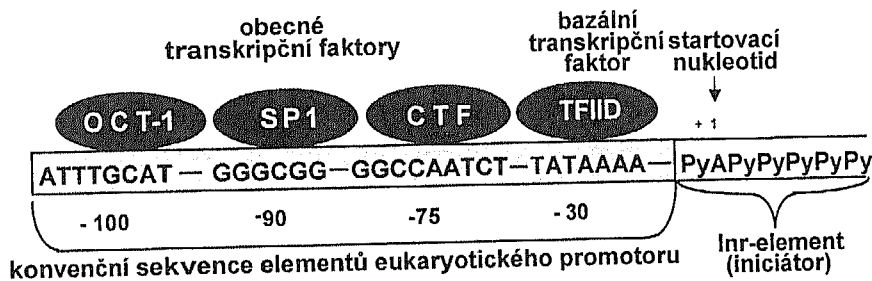 obecné
transkripční faktory
bazální
transkripční
faktor
startovací
nukleotid
OCT-1
SP1
CTF
TFIID
+ 1
ATTTGCAT — GGGCGG — GGCCAATCT — TATAAAA — PyAPyPyPyPyPy
- 100
-90
-75
- 30
konvenční sekvence elementů eukaryotického promotoru
Inr-element
(iniciátor)